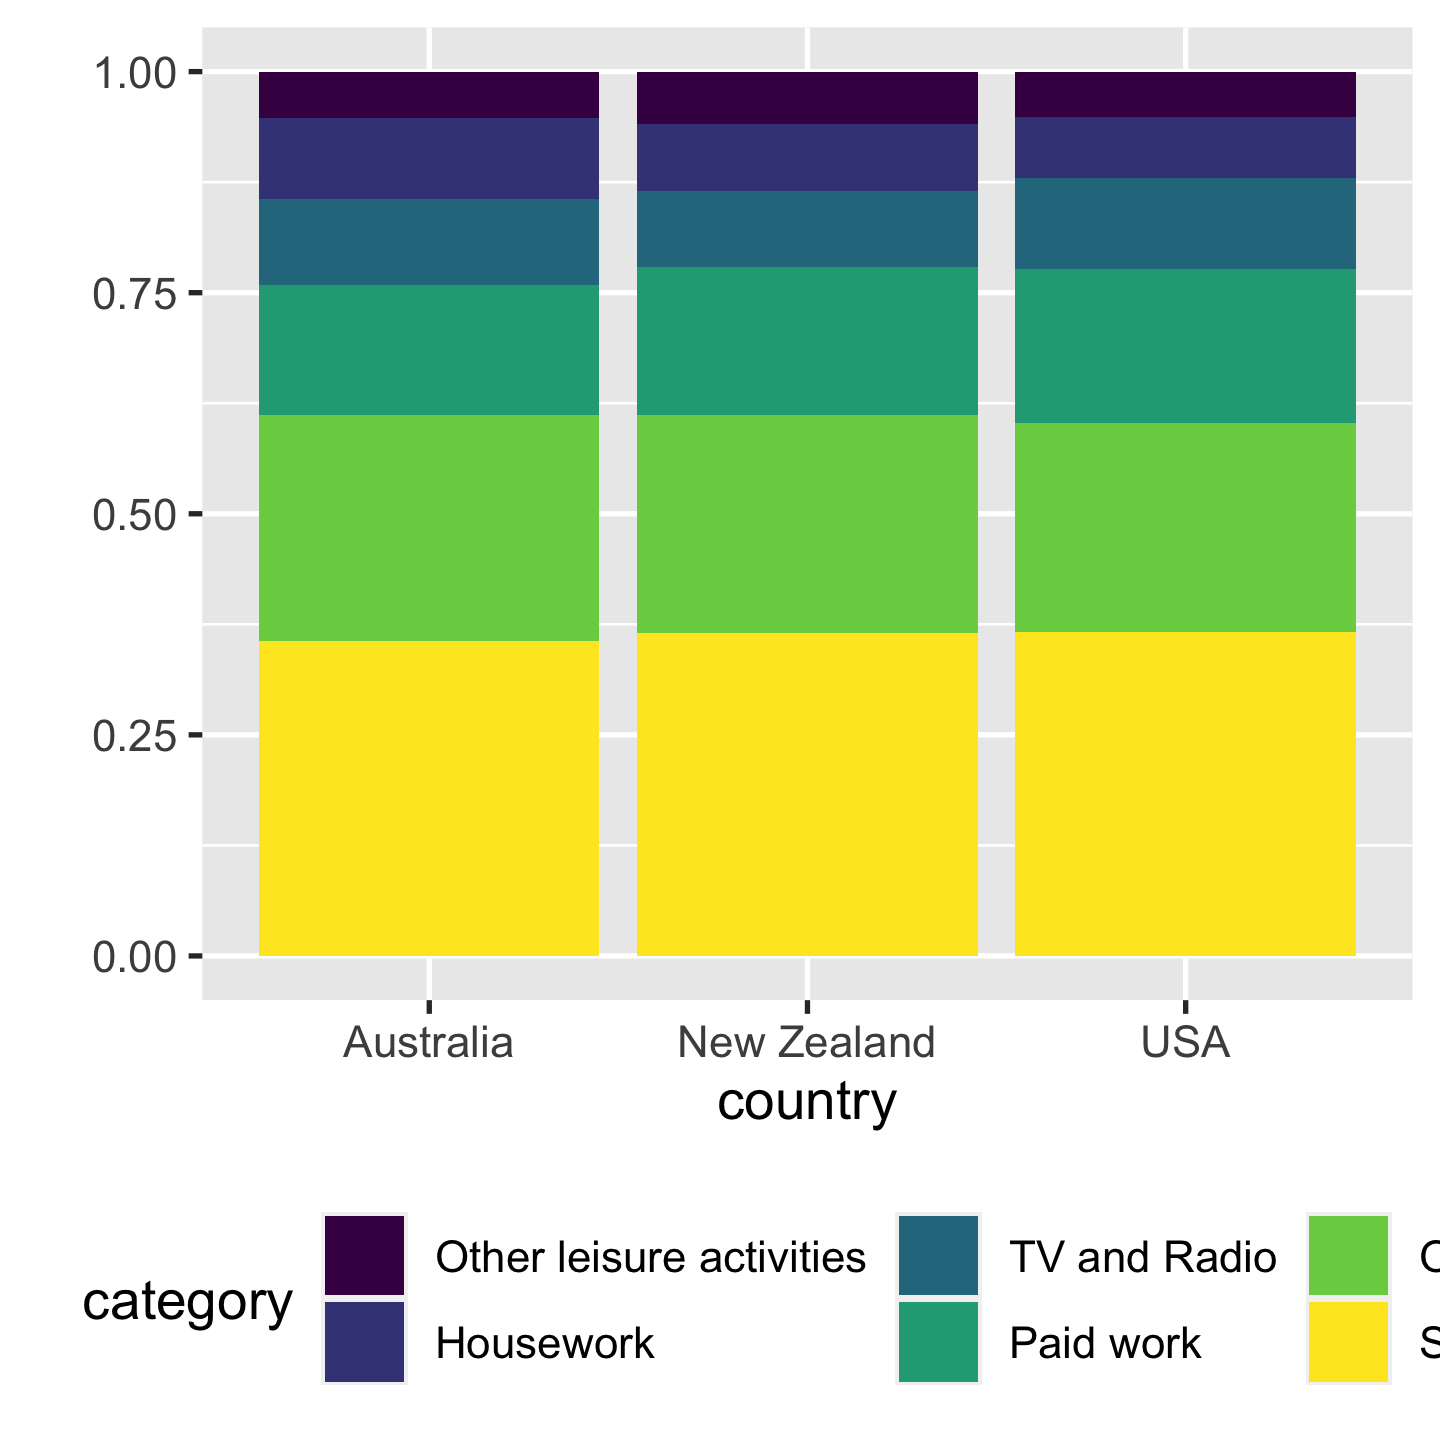 1.00
0.75
0.50
0.25
0.00
Australia New Zealand USA
country
category
Other leisure activities TV and Radio
Housework Paid work